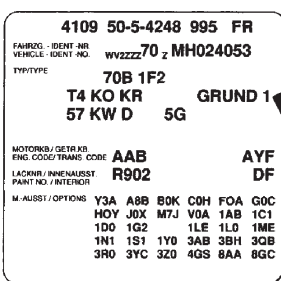 4109 50-5-4248 995 FR
FAHRZG. - IDENT -NR
VEHICLE - IDENT -NO. WV2ZZZ70 Z MH024053
TYP/TYPE
70B 1F2
T4 KO KR GRUND 1
57 KW D 5G
MOTORKB./ GETR.KB.
ENG. CODE/TRANS CODE AAB AYF
LACKNR / INNENAUSST. R902 DF
PAINT NO. / INTERIOR
M.-AUSST / OPTIONS Y3A A8B B0K C0H FOA G0C
HOY J0X M7J V0A 1AB 1C1
1D0 1G2 1LE 1L0 1ME
1N1 1S1 1Y0 3AB 3BH 3QB
3R0 3YC 3Z0 4GS 8AA 8GC